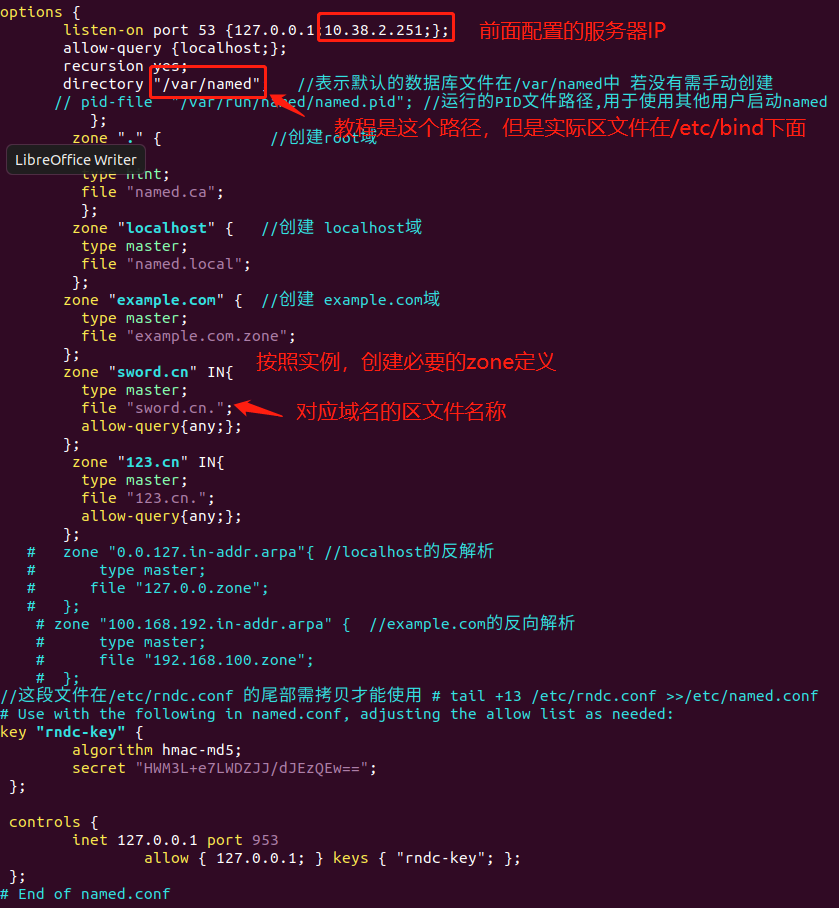 options {
listen-on port 53 {127.0.0.1;10.38.2.251;}; 前面配置的服务器IP
allow-query {localhost;};
recursion yes;
directory "/var/named" //表示默认的数据库文件在/var/named中 若没有需手动创建
// pid-file "/var/run/named/named.pid"; //运行的PID文件路径,用于使用其他用户启动named
};
教程是这个路径，但是实际区文件在/etc/bind下面
zone "." { //创建root域
LibreOffice Writer
type hint;
file "named.ca";
};
zone "localhost" { //创建 localhost域
type master;
file "named.local";
};
zone "example.com" { //创建 example.com域
type master;
file "example.com.zone";
};
按照实例，创建必要的zone定义
zone "sword.cn" IN{
type master;
file "sword.cn."; 对应域名的区文件名称
allow-query{any;};
};
zone "123.cn" IN{
type master;
file "123.cn.";
allow-query{any;};
};
# zone "0.0.127.in-addr.arpa"{ //localhost的反解析
# type master;
# file "127.0.0.zone";
# };
# zone "100.168.192.in-addr.arpa" { //example.com的反向解析
# type master;
# file "192.168.100.zone";
# };
//这段文件在/etc/rndc.conf 的尾部需拷贝才能使用 # tail +13 /etc/rndc.conf >>/etc/named.conf
# Use with the following in named.conf, adjusting the allow list as needed:
key "rndc-key" {
algorithm hmac-md5;
secret "HWM3L+e7LWDZJJ/dJEzQEw==";
};
controls {
inet 127.0.0.1 port 953
allow { 127.0.0.1; } keys { "rndc-key"; };
};
# End of named.conf